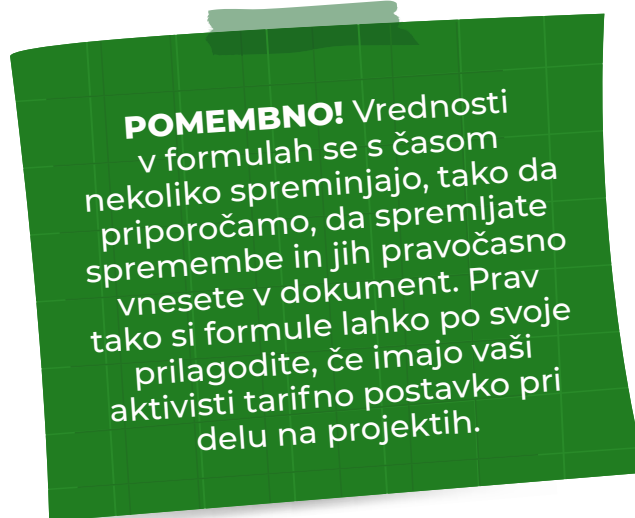 POMEMBNO! Vrednosti
v formulah se s časom
nekoliko spreminjajo, tako da
priporočamo, da spremljate
spremembe in jih pravočasno
vnesete v dokument. Prav
tako si formule lahko po svoje
prilagodite, če imajo vaši
aktivisti tarifno postavko pri
delu na projektih.